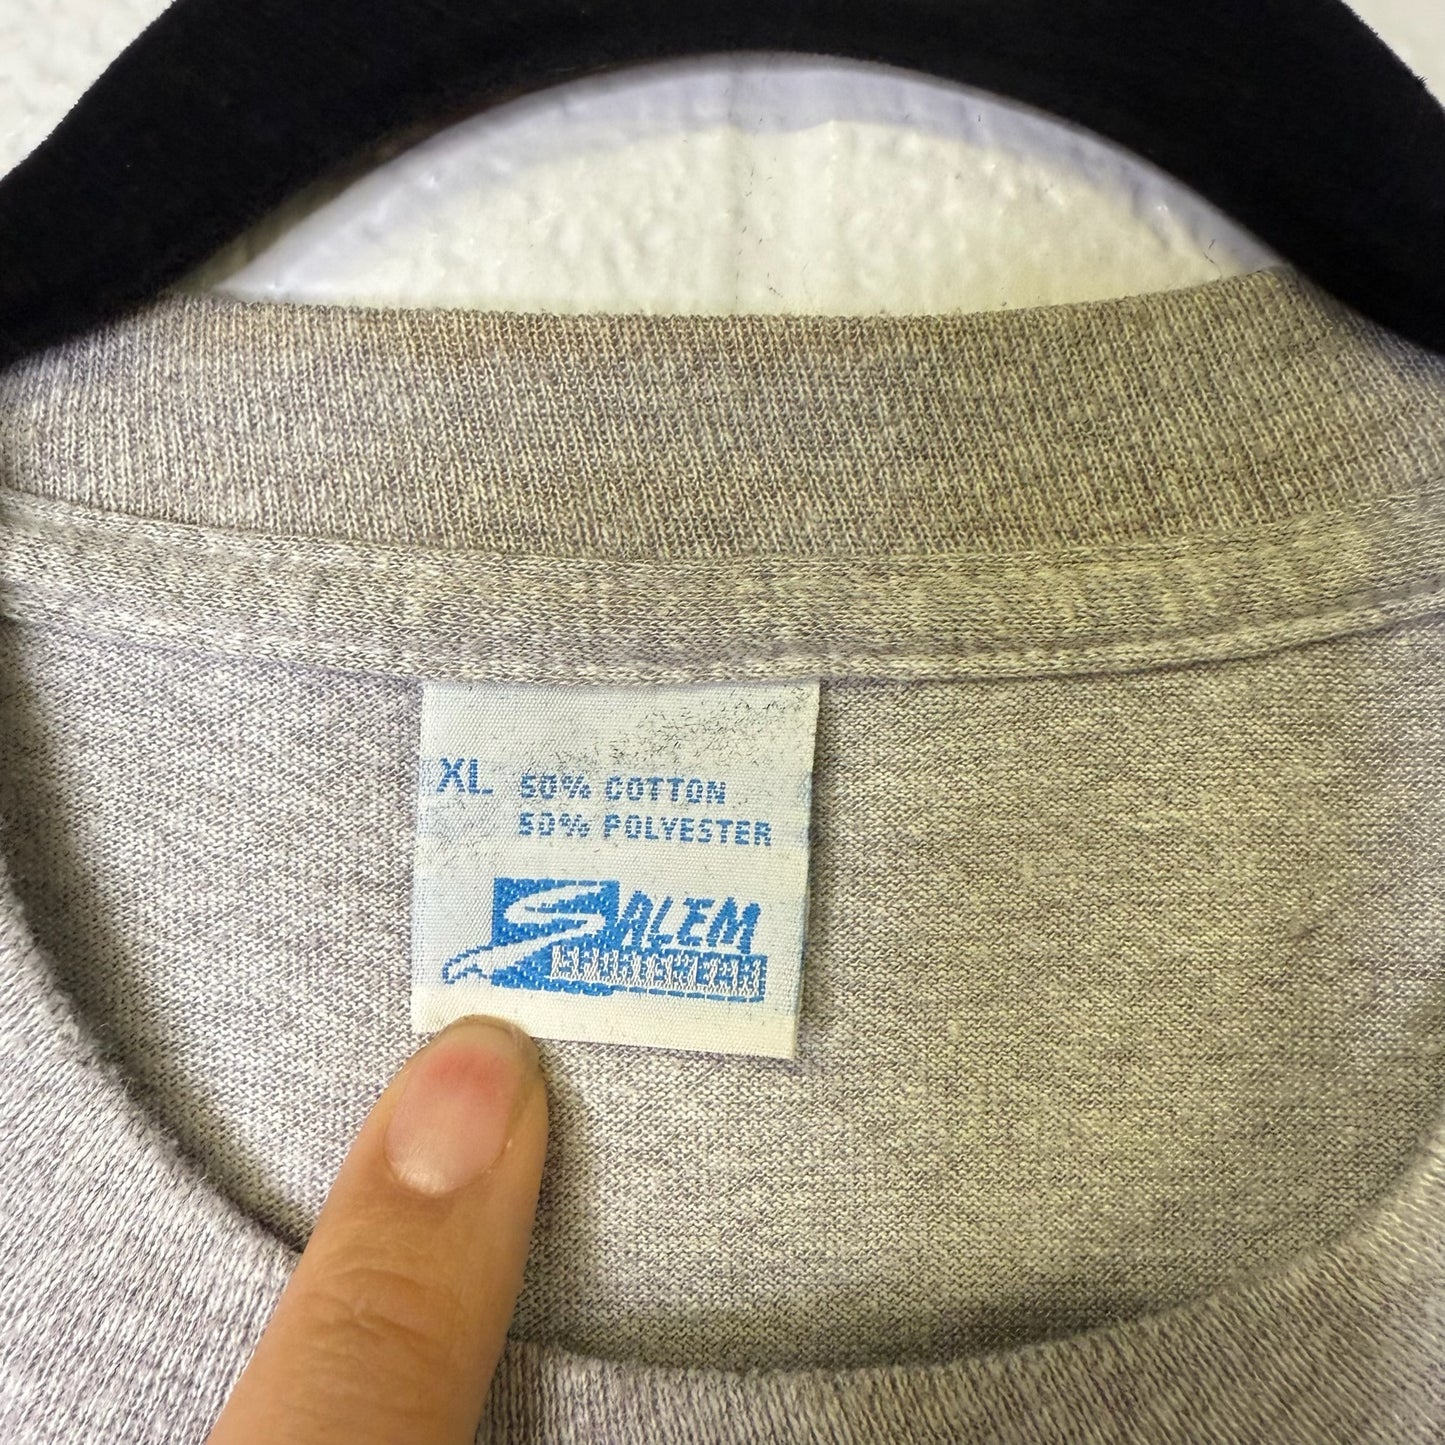 XL 50% COTTON
50% POLYESTER
SALEM
SPORTSWEAR